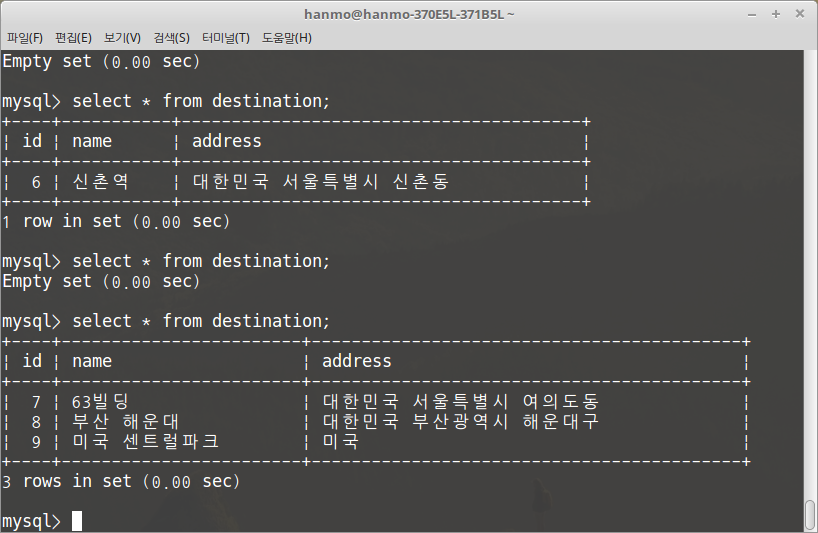 hanmo@hanmo-370E5L-371B5L ~
파일(F) 편집(E) 보기(V) 검색(S) 터미널(T) 도움말(H)
Empty set (0.00 sec)
mysql> select * from destination;
+----+-----------+----------------------------------------+
| id | name      | address                                |
+----+-----------+----------------------------------------+
|  6 | 신촌역    | 대한민국 서울특별시 신촌동             |
+----+-----------+----------------------------------------+
1 row in set (0.00 sec)
mysql> select * from destination;
Empty set (0.00 sec)
mysql> select * from destination;
+----+------------------------+-------------------------------------------+
| id | name                   | address                                   |
+----+------------------------+-------------------------------------------+
|  7 | 63빌딩                 | 대한민국 서울특별시 여의도동              |
|  8 | 부산 해운대            | 대한민국 부산광역시 해운대구              |
|  9 | 미국 센트럴파크        | 미국                                      |
+----+------------------------+-------------------------------------------+
3 rows in set (0.00 sec)
mysql>